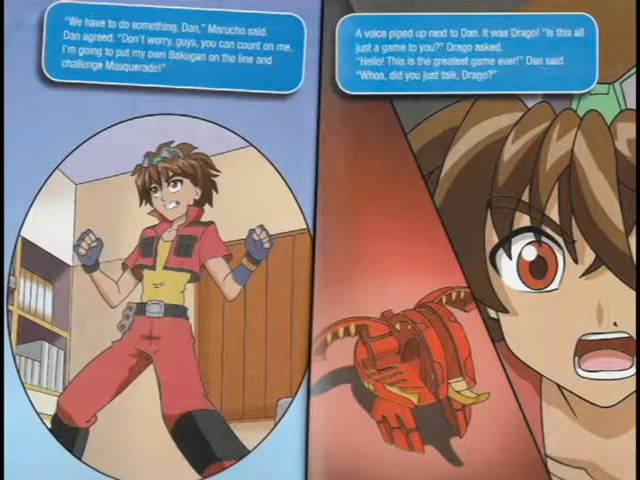 "We have to do something, Dan," Marucho said.
Dan agreed. "Don't worry, guys, you can count on me.
I'm going to put my own Bakugan on the line and
challenge Masquerade!"
A voice piped up next to Dan. It was Drago! "Is this all
just a game to you?" Drago asked.
"Hello! This is the greatest game ever!" Dan said.
"Whoa, did you just talk, Drago?"